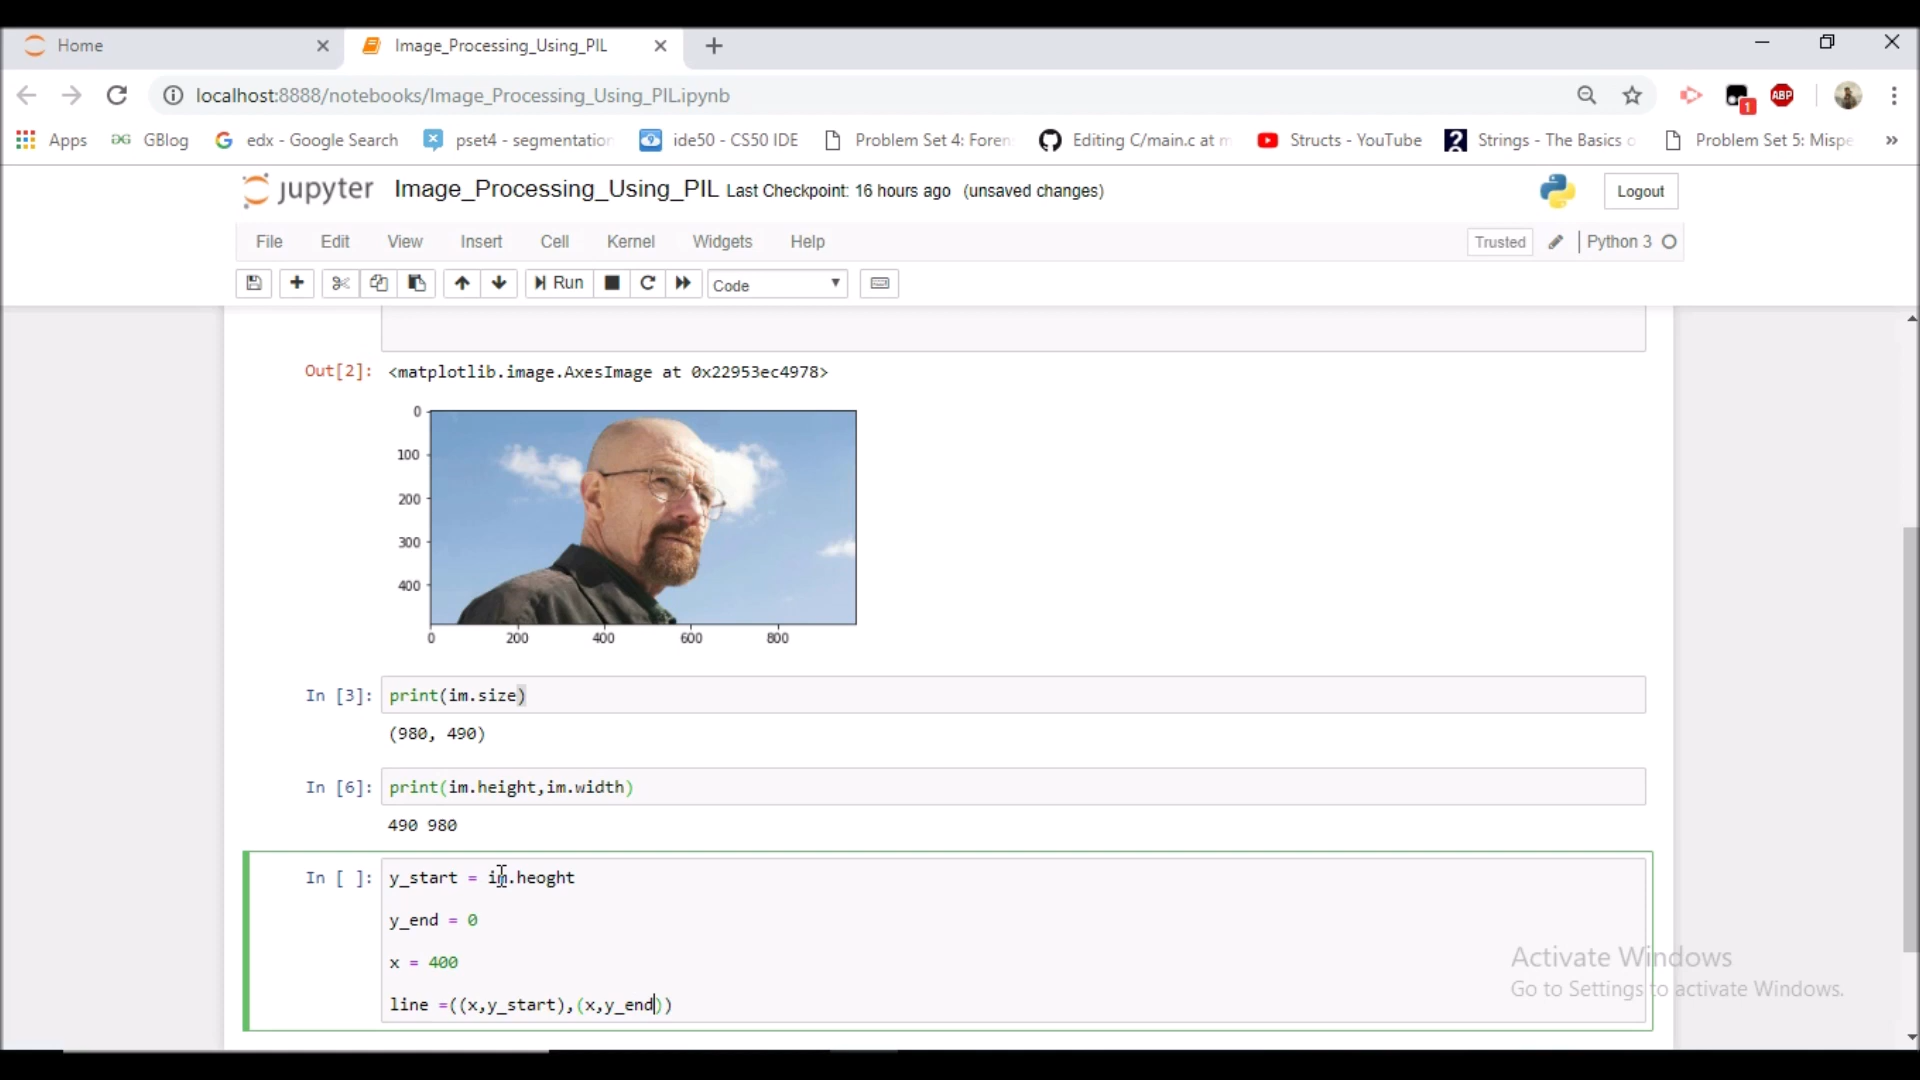 Home
Image_Processing_Using_PIL
localhost:8888/notebooks/Image_Processing_Using_PIL.ipynb
1
ABP
Apps
GBlog
edx - Google Search
pset4 - segmentation
ide50 - CS50 IDE
Problem Set 4: Foren
Editing C/main.c at m
Structs - YouTube
Strings - The Basics o
Problem Set 5: Mispe
»
jupyter Image_Processing_Using_PIL Last Checkpoint: 16 hours ago (unsaved changes)
Logout
File Edit View Insert Cell Kernel Widgets Help
Trusted
Python 3
Run
Code
Out[2]: <matplotlib.image.AxesImage at 0x22953ec4978>
0
100
200
300
400
0 200 400 600 800
In [3]: print(im.size)
(980, 490)
In [6]: print(im.height,im.width)
490 980
In [ ]: y_start = im.heoght
y_end = 0
x = 400
line =((x,y_start),(x,y_end))
Activate Windows
Go to Settings to activate Windows.